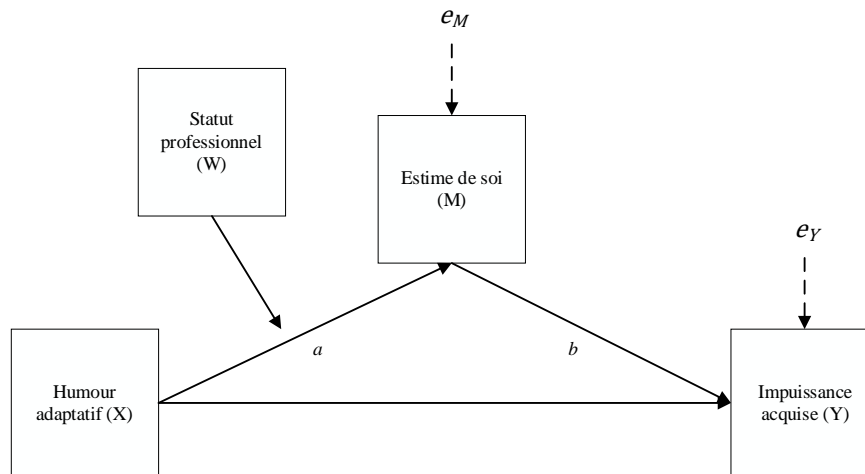 e_M
Statut
professionnel
(W)
Estime de soi
(M)
e_Y
a
b
Humour
adaptatif (X)
Impuissance
acquise (Y)